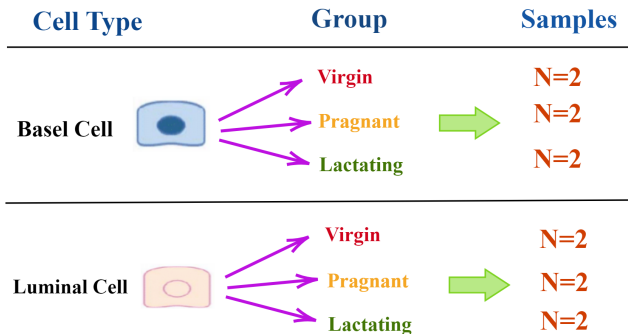 Cell Type Group Samples
Virgin N=2
Basel Cell Pragnant N=2
Lactating N=2
Virgin N=2
Luminal Cell Pragnant N=2
Lactating N=2